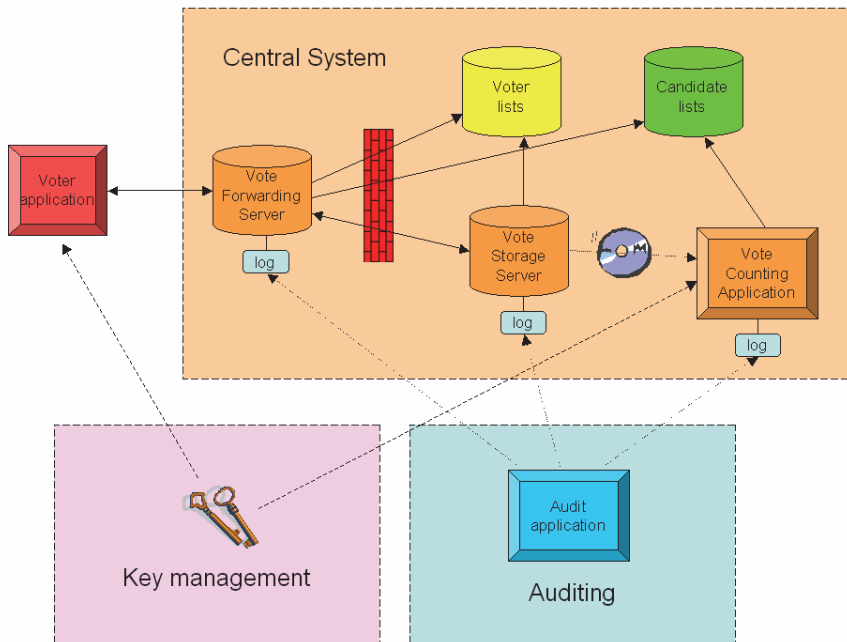 Central System
Voter
lists
Candidate
lists
Voter
application
Vote
Forwarding
Server
log
Vote
Storage
Server
log
Vote
Counting
Application
log
Key management
Audit
application
Auditing